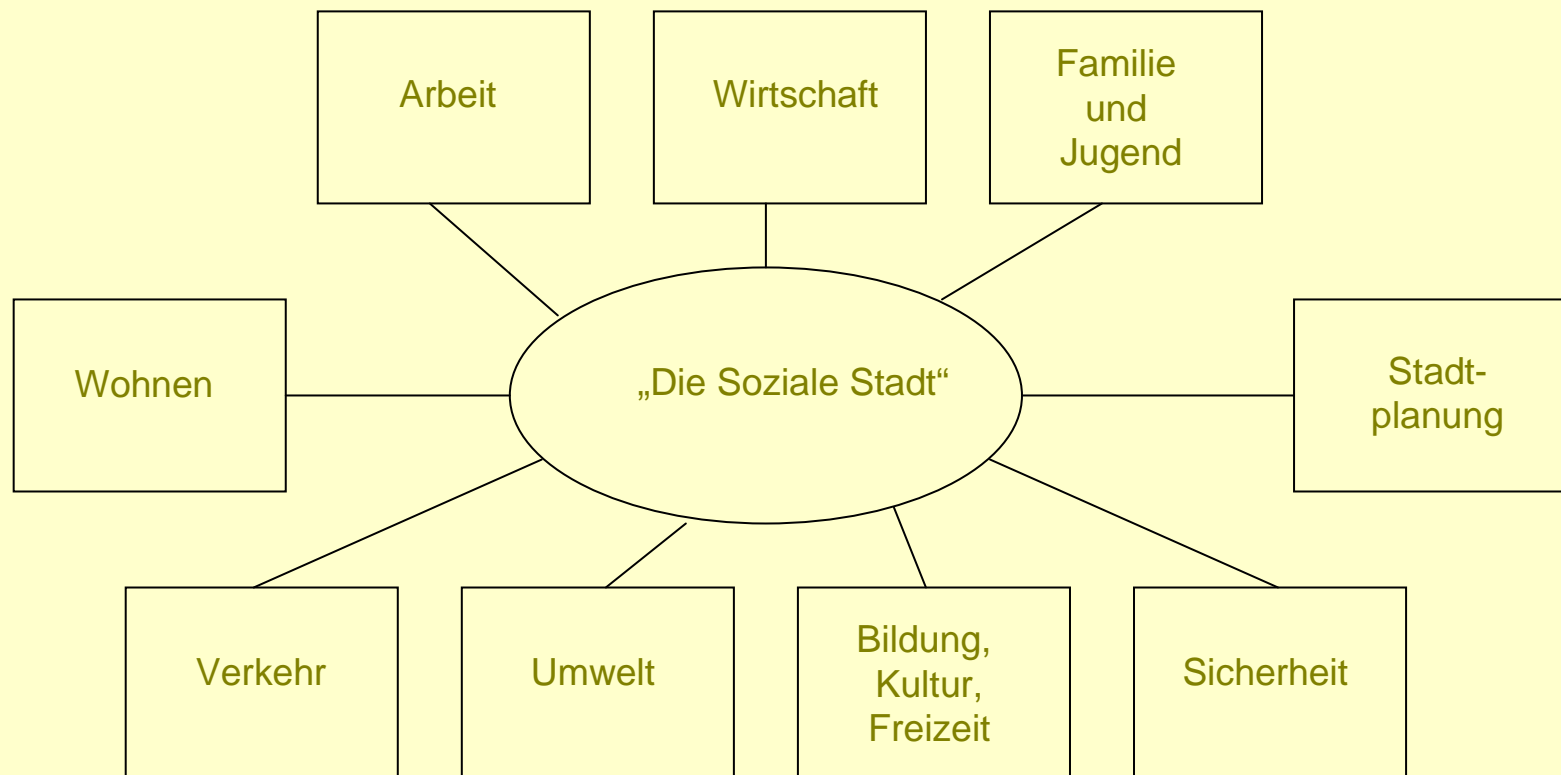 Arbeit
Wirtschaft
Familie
und
Jugend
Wohnen
„Die Soziale Stadt“
Stadt-
planung
Verkehr
Umwelt
Bildung,
Kultur,
Freizeit
Sicherheit